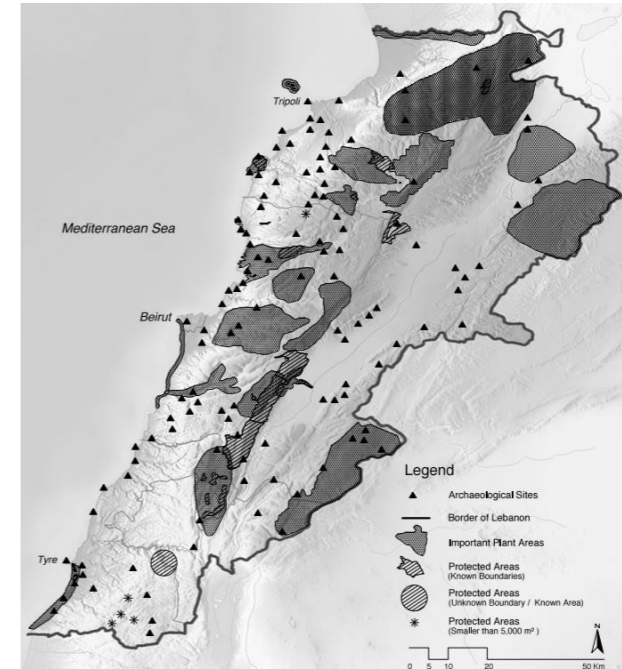 Tripoli
Mediterranean Sea
Beirut
Tyre
Legend
Archaeological Sites
Border of Lebanon
Important Plant Areas
Protected Areas
(Known Boundaries)
Protected Areas
(Unknown Boundary / Known Area)
Protected Areas
(Smaller than 5,000 m²)
N
0 5 10 20 50 Km